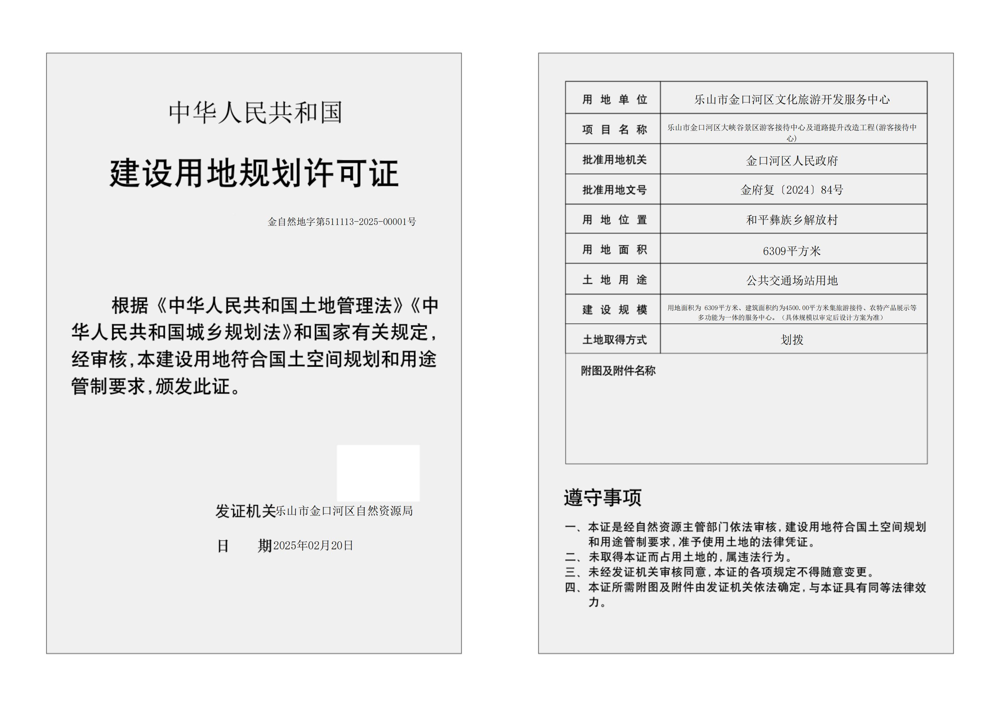 中华人民共和国
建设用地规划许可证
金自然地字第511113-2025-00001号
根据《中华人民共和国土地管理法》《中
华人民共和国城乡规划法》和国家有关规定,
经审核,本建设用地符合国土空间规划和用途
管制要求,颁发此证。
发证机关乐山市金口河区自然资源局
日 期2025年02月20日
用地单位 乐山市金口河区文化旅游开发服务中心
项目名称 乐山市金口河区大峡谷景区游客接待中心及道路提升改造工程(游客接待中
心)
批准用地机关 金口河区人民政府
批准用地文号 金府复〔2024〕84号
用地位置 和平彝族乡解放村
用地面积 6309平方米
土地用途 公共交通场站用地
建设规模 用地面积为 6309平方米、建筑面积约为4500.00平方米集旅游接待、农特产品展示等
多功能为一体的服务中心。（具体规模以审定后设计方案为准）
土地取得方式 划拨
附图及附件名称
遵守事项
一、本证是经自然资源主管部门依法审核,建设用地符合国土空间规划
和用途管制要求,准予使用土地的法律凭证。
二、未取得本证而占用土地的,属违法行为。
三、未经发证机关审核同意,本证的各项规定不得随意变更。
四、本证所需附图及附件由发证机关依法确定,与本证具有同等法律效
力。